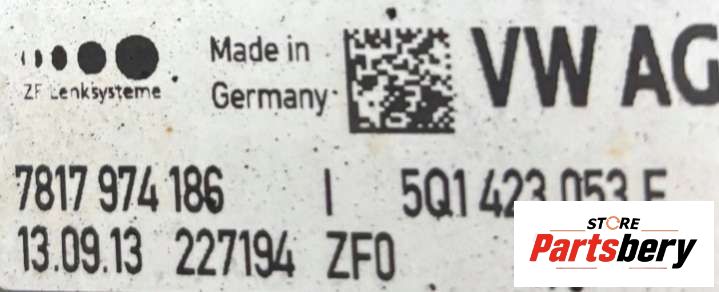 ZF Lenksysteme
Made in
Germany
VW AG
7817 974 186 | 5Q1 423 053
13.09.13 227194 ZF0
STORE
Partsbery